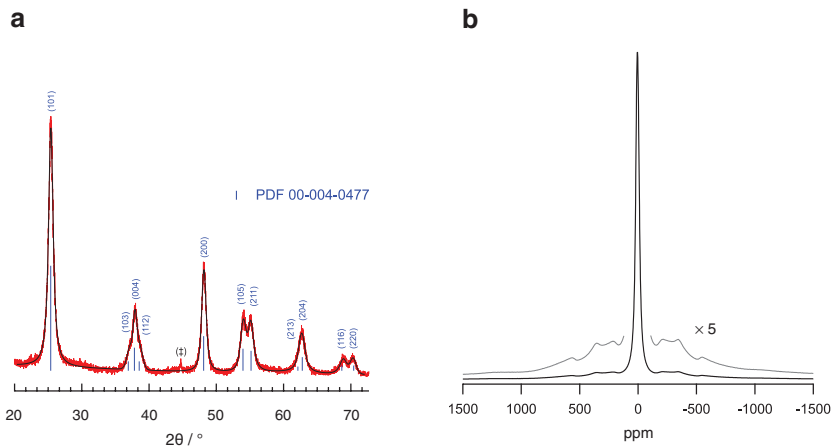 a
b
(101)
PDF 00-004-0477
(200)
(004)
(105)
(211)
(103)
(112)
(213)
(204)
(‡)
(116)
(220)
× 5
20 30 40 50 60 70
2θ / °
1500 1000 500 0 -500 -1000 -1500
ppm